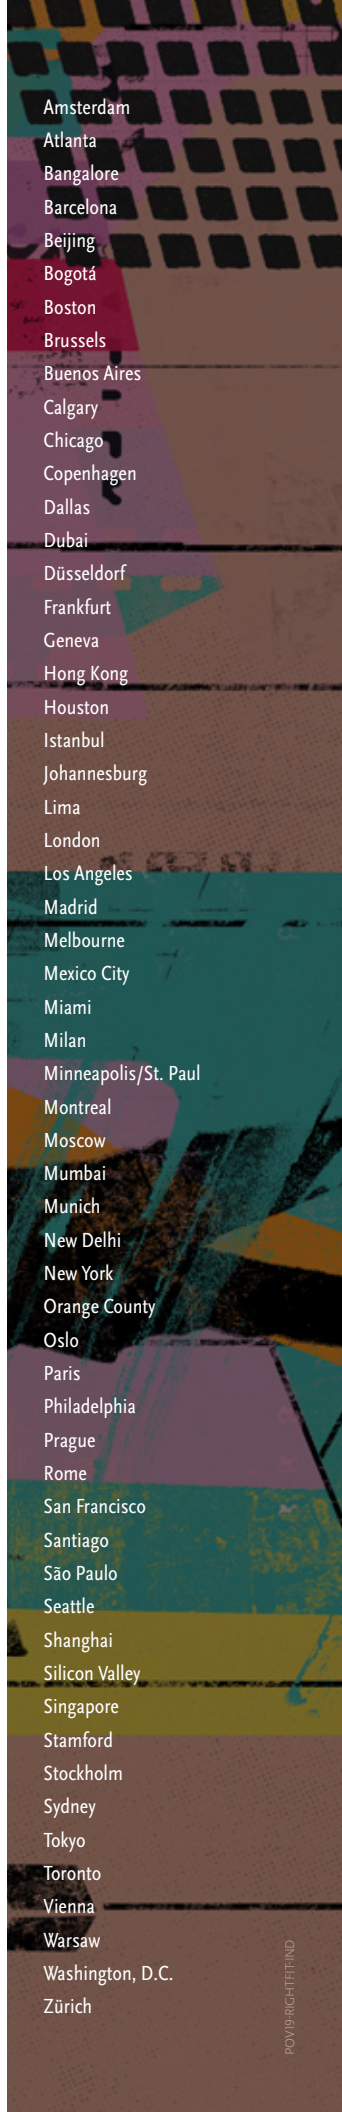 Amsterdam
Atlanta
Bangalore
Barcelona
Beijing
Bogotá
Boston
Brussels
Buenos Aires
Calgary
Chicago
Copenhagen
Dallas
Dubai
Düsseldorf
Frankfurt
Geneva
Hong Kong
Houston
Istanbul
Johannesburg
Lima
London
Los Angeles
Madrid
Melbourne
Mexico City
Miami
Milan
Minneapolis/St. Paul
Montreal
Moscow
Mumbai
Munich
New Delhi
New York
Orange County
Oslo
Paris
Philadelphia
Prague
Rome
San Francisco
Santiago
São Paulo
Seattle
Shanghai
Silicon Valley
Singapore
Stamford
Stockholm
Sydney
Tokyo
Toronto
Vienna
Warsaw
Washington, D.C.
Zürich
POV19-RIGHTFIT-IND